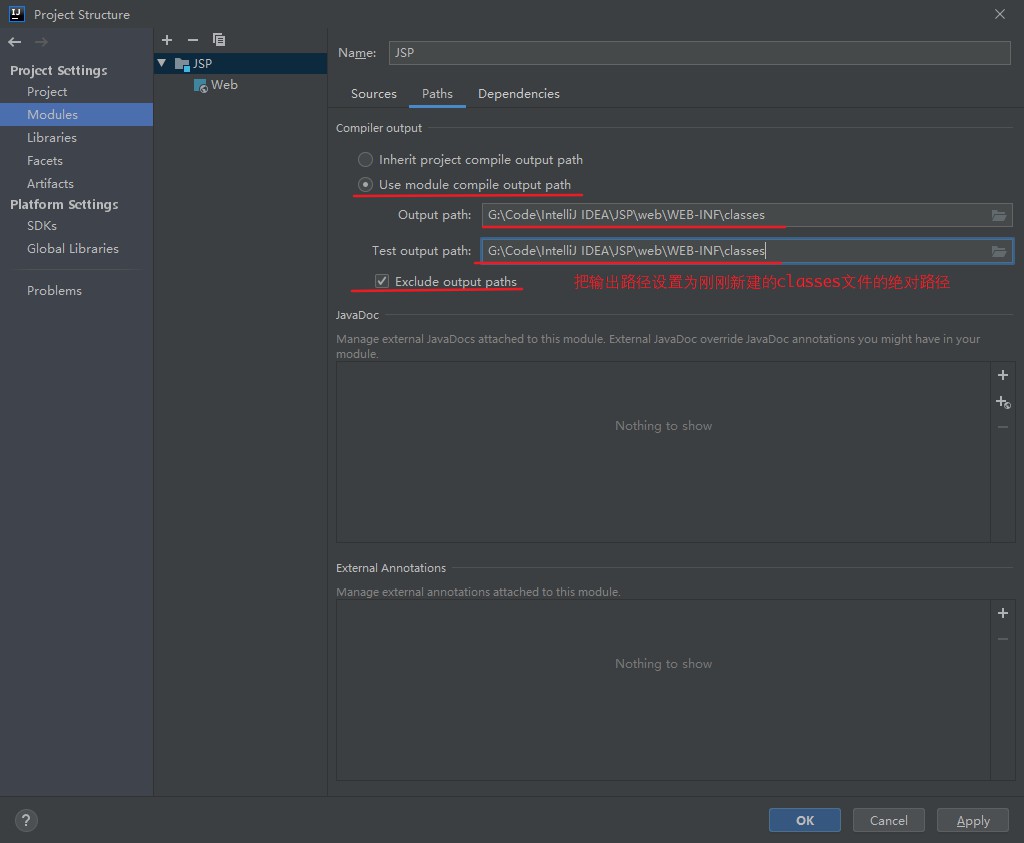 Project Structure
Project Settings
Project
Modules
Libraries
Facets
Artifacts
Platform Settings
SDKs
Global Libraries
Problems
JSP
Web
Name: JSP
Sources Paths Dependencies
Compiler output
Inherit project compile output path
Use module compile output path
Output path: G:\Code\IntelliJ IDEA\JSP\web\WEB-INF\classes
Test output path: G:\Code\IntelliJ IDEA\JSP\web\WEB-INF\classes
Exclude output paths 把输出路径设置为刚刚新建的classes文件的绝对路径
JavaDoc
Manage external JavaDocs attached to this module. External JavaDoc override JavaDoc annotations you might have in your
module.
Nothing to show
External Annotations
Manage external annotations attached to this module.
Nothing to show
? OK Cancel Apply